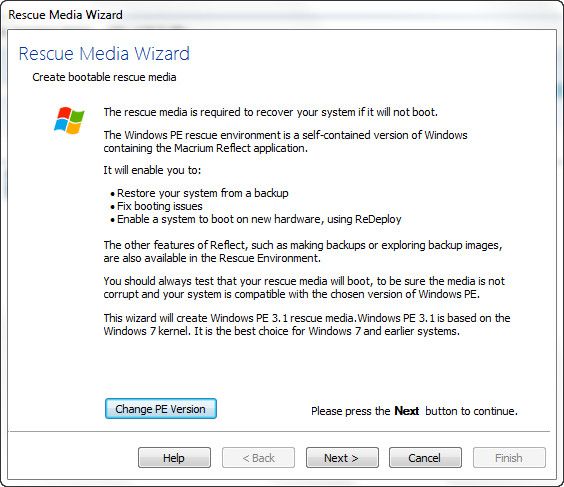 Rescue Media Wizard
Rescue Media Wizard
Create bootable rescue media
The rescue media is required to recover your system if it will not boot.
The Windows PE rescue environment is a self-contained version of Windows
containing the Macrium Reflect application.
It will enable you to:
• Restore your system from a backup
• Fix booting issues
• Enable a system to boot on new hardware, using ReDeploy
The other features of Reflect, such as making backups or exploring backup images,
are also available in the Rescue Environment.
You should always test that your rescue media will boot, to be sure the media is not
corrupt and your system is compatible with the chosen version of Windows PE.
This wizard will create Windows PE 3.1 rescue media.Windows PE 3.1 is based on the
Windows 7 kernel. It is the best choice for Windows 7 and earlier systems.
Change PE Version
Please press the Next button to continue.
Help
< Back
Next >
Cancel
Finish